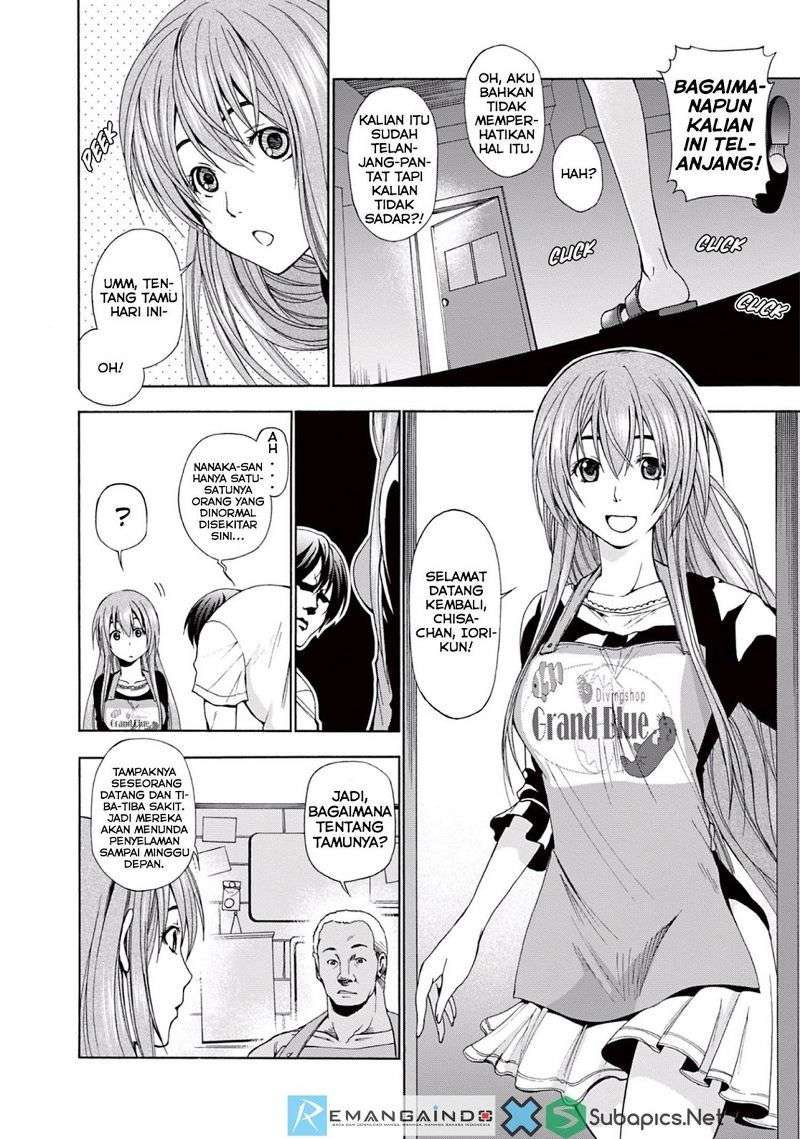 BAGAIMA-
NAPUN
KALIAN
INI TEL-
ANJANG!
OH, AKU
BAHKAN
TIDAK
MEMPER-
HATIKAN
HAL ITU.
HAH?
KALIAN ITU
SUDAH
TELAN-
JANG-PAN-
TAT TAPI
KALIAN
TIDAK
SADAR?!
CLICK
CLICK
CLICK
PEEK
UMM, TEN-
TANG TAMU
HARI INI-
OH!
SELAMAT
DATANG
KEMBALI,
CHISA-
CHAN, IORI-
KUN!
Divingshop
Grand Blue
AH...
NANAKA-SAN
HANYA SATU-
SATUNYA
ORANG YANG
DINORMAL
DISEKITAR
SINI...
?
Grand Blue
JADI,
BAGAIMANA
TENTANG
TAMUNYA?
TAMPAKNYA
SESEORANG
DATANG DAN TI-
BA-TIBA SAKIT.
JADI MEREKA
AKAN MENUNDA
PENYELAMAN
SAMPAI MINGGU
DEPAN.
REMANGAINDO
Subapics.Net